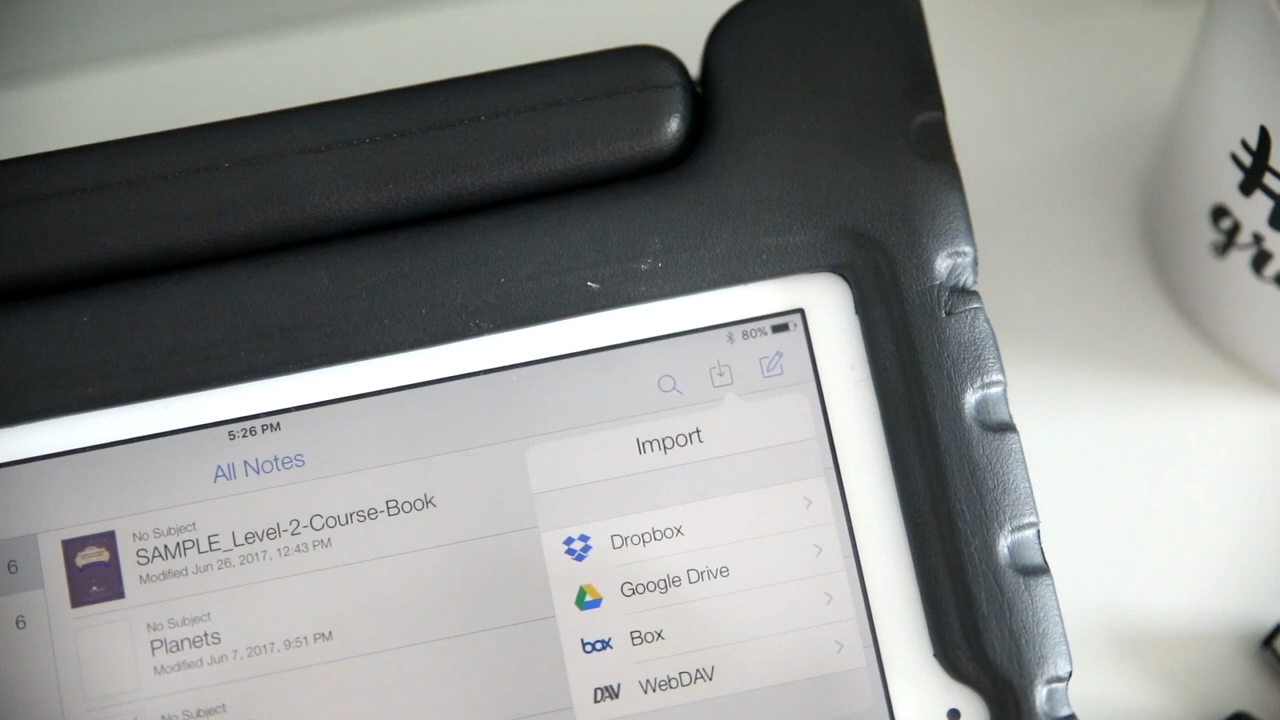 80%
5:26 PM
All Notes
Import
6
No Subject
SAMPLE_Level-2-Course-Book
Modified Jun 26, 2017, 12:43 PM
6
No Subject
Planets
Modified Jun 7, 2017, 9:51 PM
No Subject
Dropbox
Google Drive
box Box
DAV WebDAV